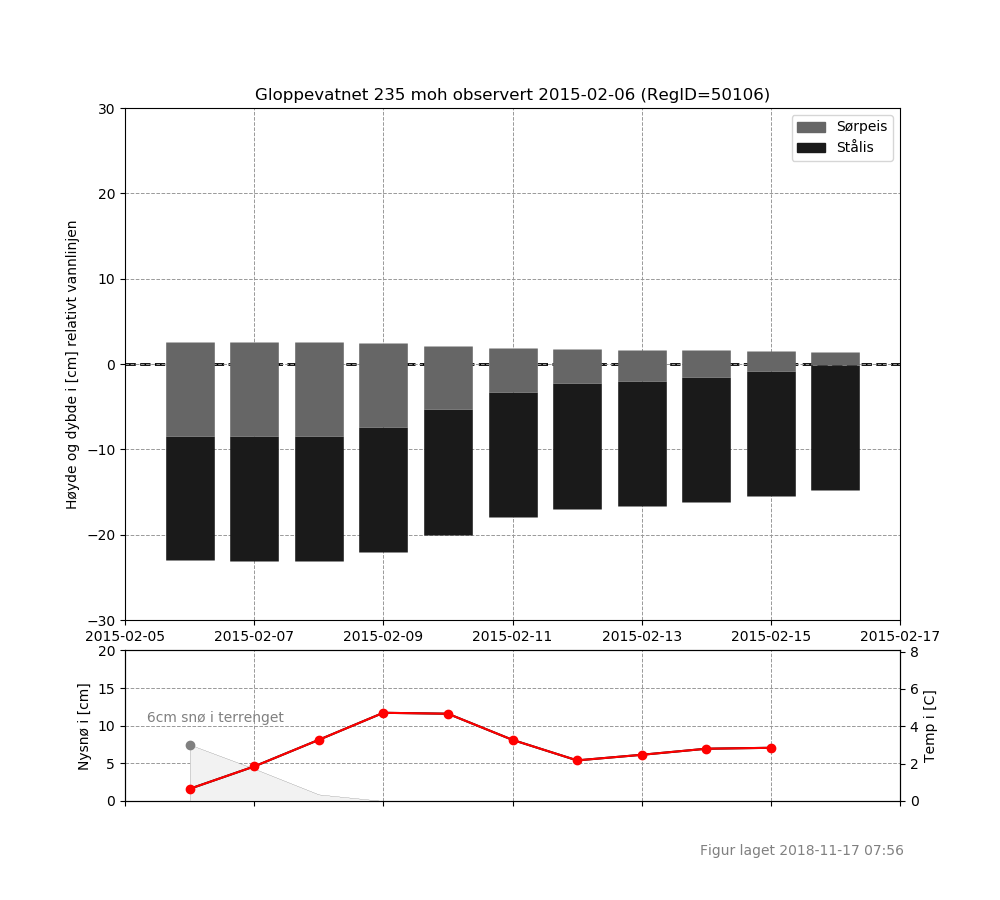 Gloppevatnet 235 moh observert 2015-02-06 (RegID=50106)
Sørpeis
Stålis
Høyde og dybde i [cm] relativt vannlinjen
30
20
10
0
−10
−20
−30
2015-02-05 2015-02-07 2015-02-09 2015-02-11 2015-02-13 2015-02-15 2015-02-17
Nysnø i [cm]
20
15
10
5
0
6cm snø i terrenget
8
6
4
2
0
Temp i [C]
Figur laget 2018-11-17 07:56